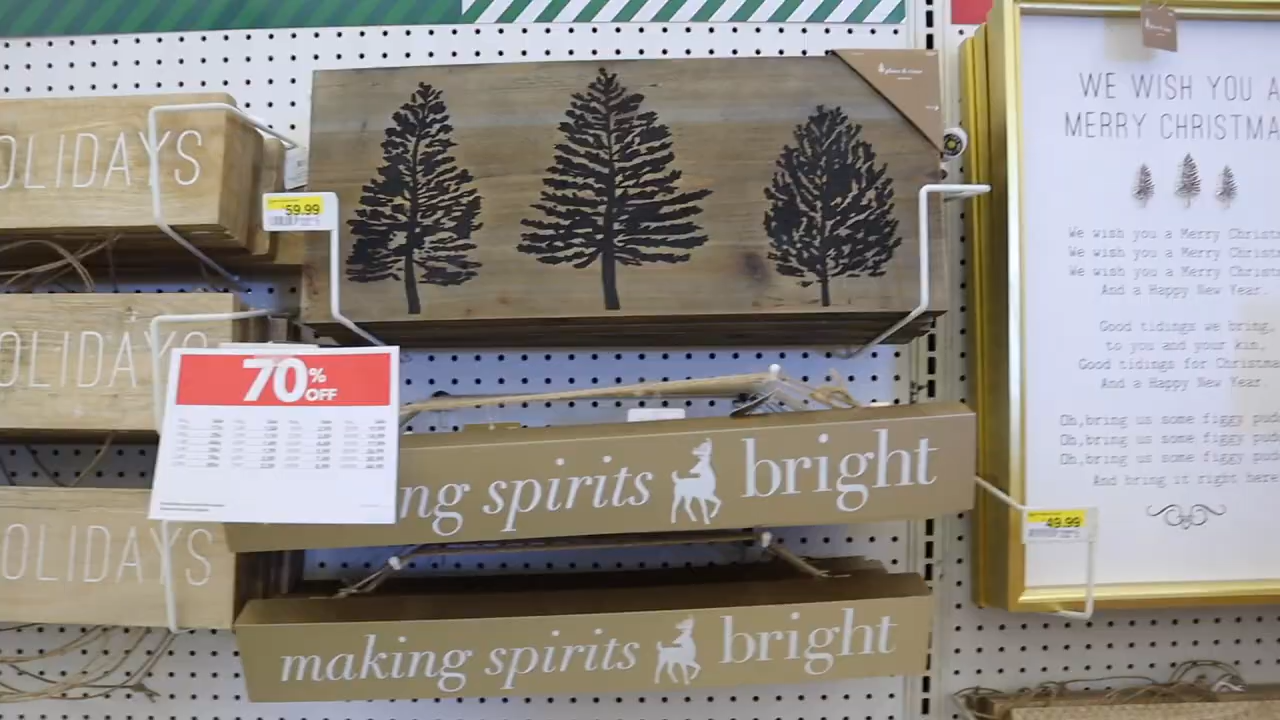 OLIDAYS
59.99
WE WISH YOU A
MERRY CHRISTMA
We wish you a Merry Christ
We wish you a Merry Christ
We wish you a Merry Christ
And a Happy New Year.
Good tidings we bring,
to you and your kin,
Good tidings for Christma
And a Happy New Year.
Oh, bring us some figgy pud
Oh, bring us some figgy pud
Oh, bring us some figgy pud
And bring it right here
49.99
OLIDAYS
70% OFF
ng spirits bright
OLIDAYS
making spirits bright